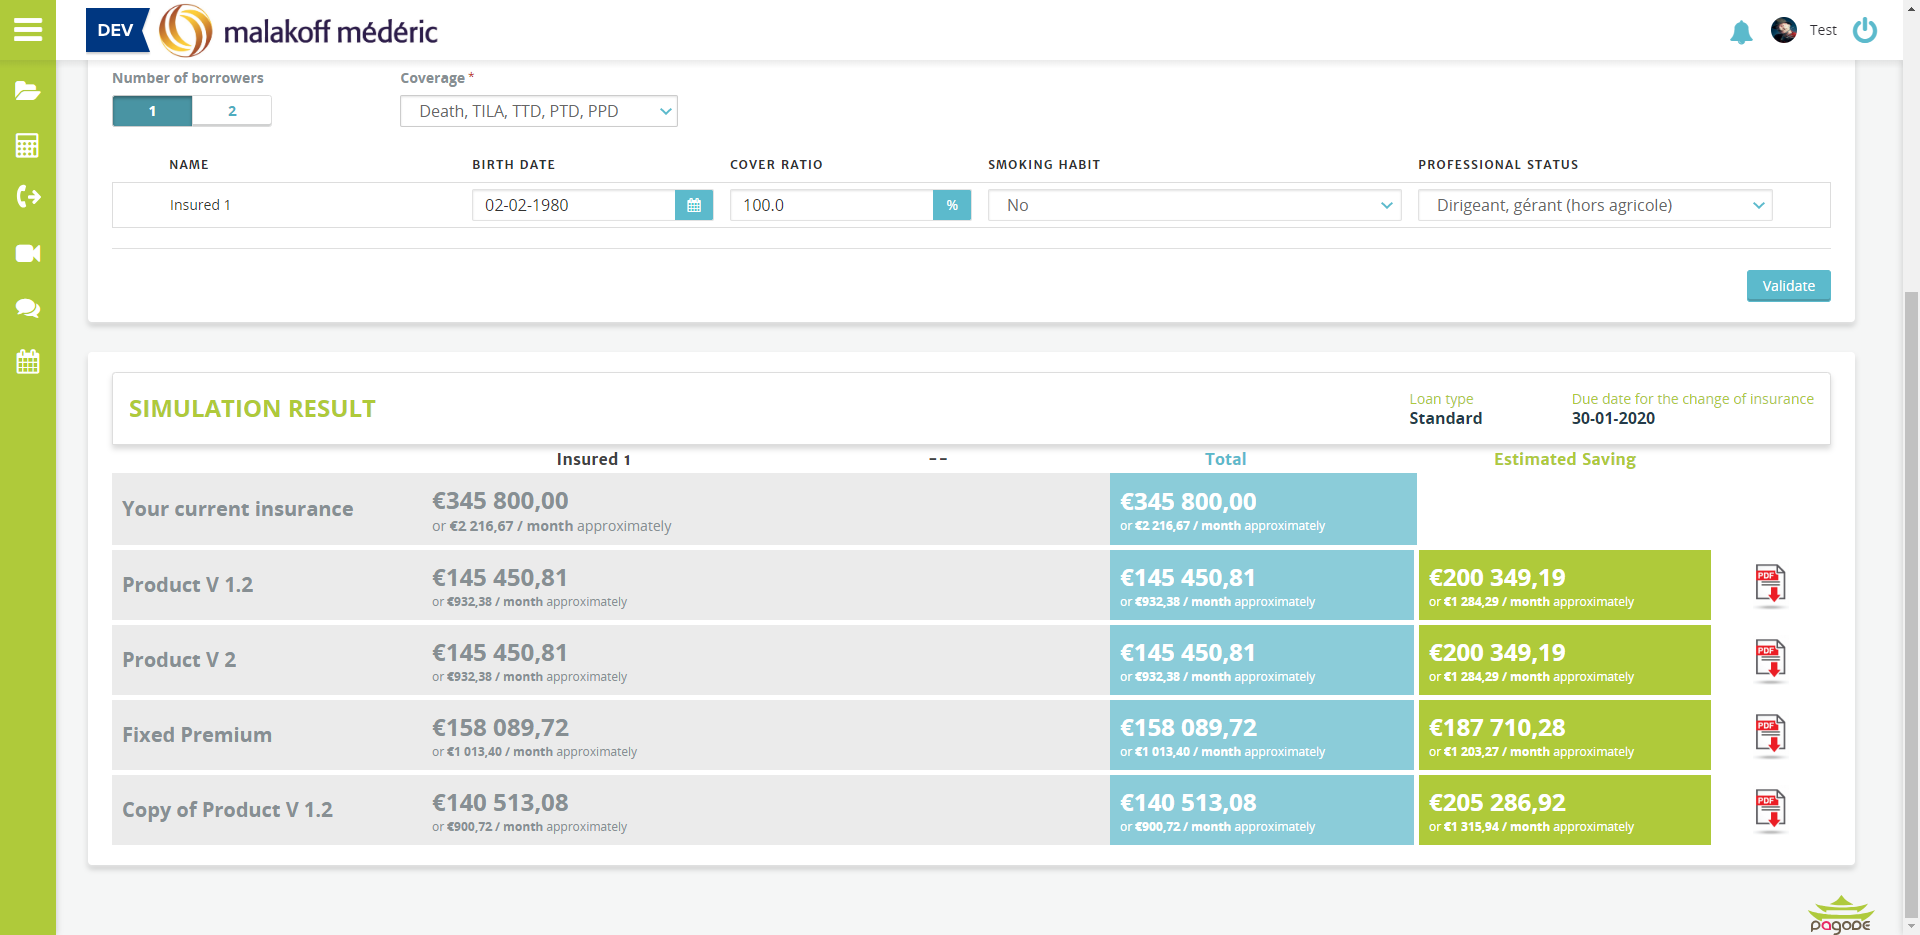 DEV malakoff médéric Test
Number of borrowers Coverage *
1 2 Death, TILA, TTD, PTD, PPD
NAME BIRTH DATE COVER RATIO SMOKING HABIT PROFESSIONAL STATUS
Insured 1 02-02-1980 100.0 % No Dirigeant, gérant (hors agricole)
Validate
SIMULATION RESULT
Loan type Due date for the change of insurance
Standard 30-01-2020
Insured 1 -- Total Estimated Saving
Your current insurance €345 800,00 €345 800,00
or €2 216,67 / month approximately or €2 216,67 / month approximately
Product V 1.2 €145 450,81 €145 450,81 €200 349,19 PDF
or €932,38 / month approximately or €932,38 / month approximately or €1 284,29 / month approximately
Product V 2 €145 450,81 €145 450,81 €200 349,19 PDF
or €932,38 / month approximately or €932,38 / month approximately or €1 284,29 / month approximately
Fixed Premium €158 089,72 €158 089,72 €187 710,28 PDF
or €1 013,40 / month approximately or €1 013,40 / month approximately or €1 203,27 / month approximately
Copy of Product V 1.2 €140 513,08 €140 513,08 €205 286,92 PDF
or €900,72 / month approximately or €900,72 / month approximately or €1 315,94 / month approximately
pagode